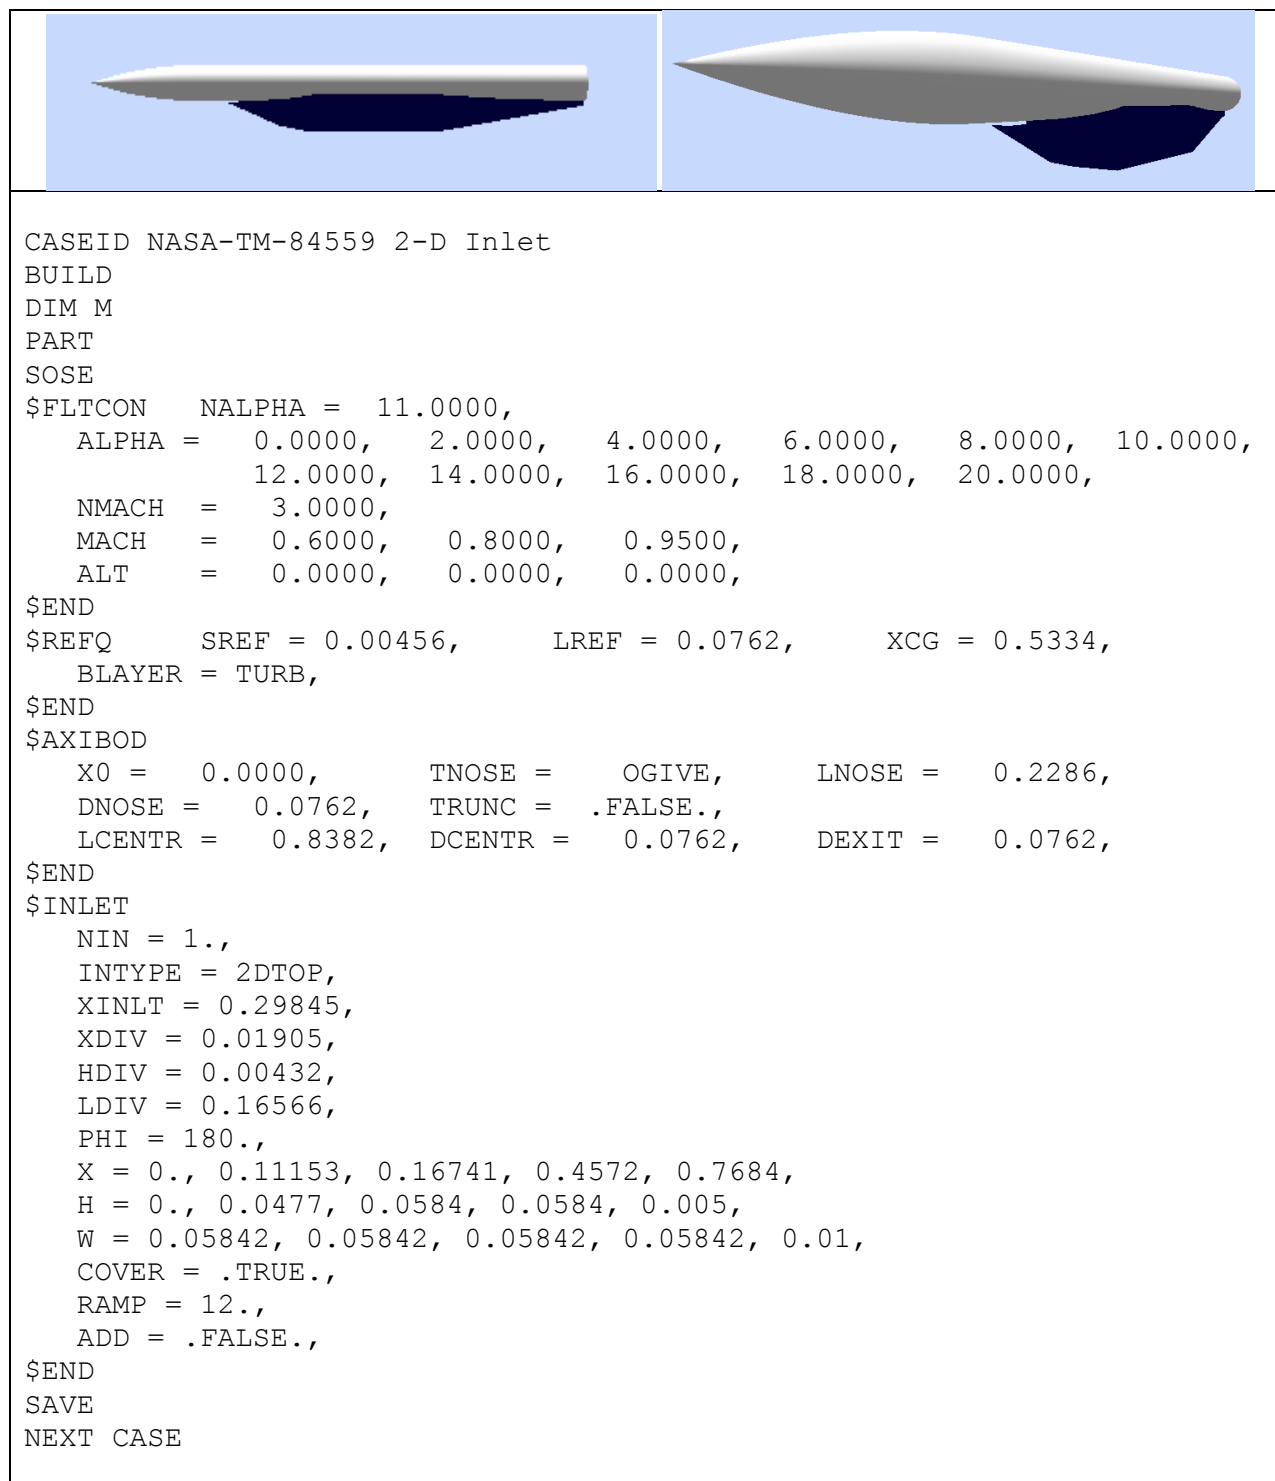 CASEID NASA-TM-84559 2-D Inlet
BUILD
DIM M
PART
SOSE
$FLTCON   NALPHA =  11.0000,
   ALPHA =   0.0000,   2.0000,   4.0000,   6.0000,   8.0000,  10.0000,
             12.0000,  14.0000,  16.0000,  18.0000,  20.0000,
   NMACH  =   3.0000,
   MACH   =   0.6000,   0.8000,   0.9500,
   ALT    =   0.0000,   0.0000,   0.0000,
$END
$REFQ     SREF = 0.00456,     LREF = 0.0762,     XCG = 0.5334,
   BLAYER = TURB,
$END
$AXIBOD
   X0 =   0.0000,      TNOSE =   OGIVE,     LNOSE =   0.2286,
   DNOSE =   0.0762,  TRUNC =  .FALSE.,
   LCENTR =   0.8382,  DCENTR =   0.0762,     DEXIT =   0.0762,
$END
$INLET
   NIN = 1.,
   INTYPE = 2DTOP,
   XINLT = 0.29845,
   XDIV = 0.01905,
   HDIV = 0.00432,
   LDIV = 0.16566,
   PHI = 180.,
   X = 0., 0.11153, 0.16741, 0.4572, 0.7684,
   H = 0., 0.0477, 0.0584, 0.0584, 0.005,
   W = 0.05842, 0.05842, 0.05842, 0.05842, 0.01,
   COVER = .TRUE.,
   RAMP = 12.,
   ADD = .FALSE.,
$END
SAVE
NEXT CASE